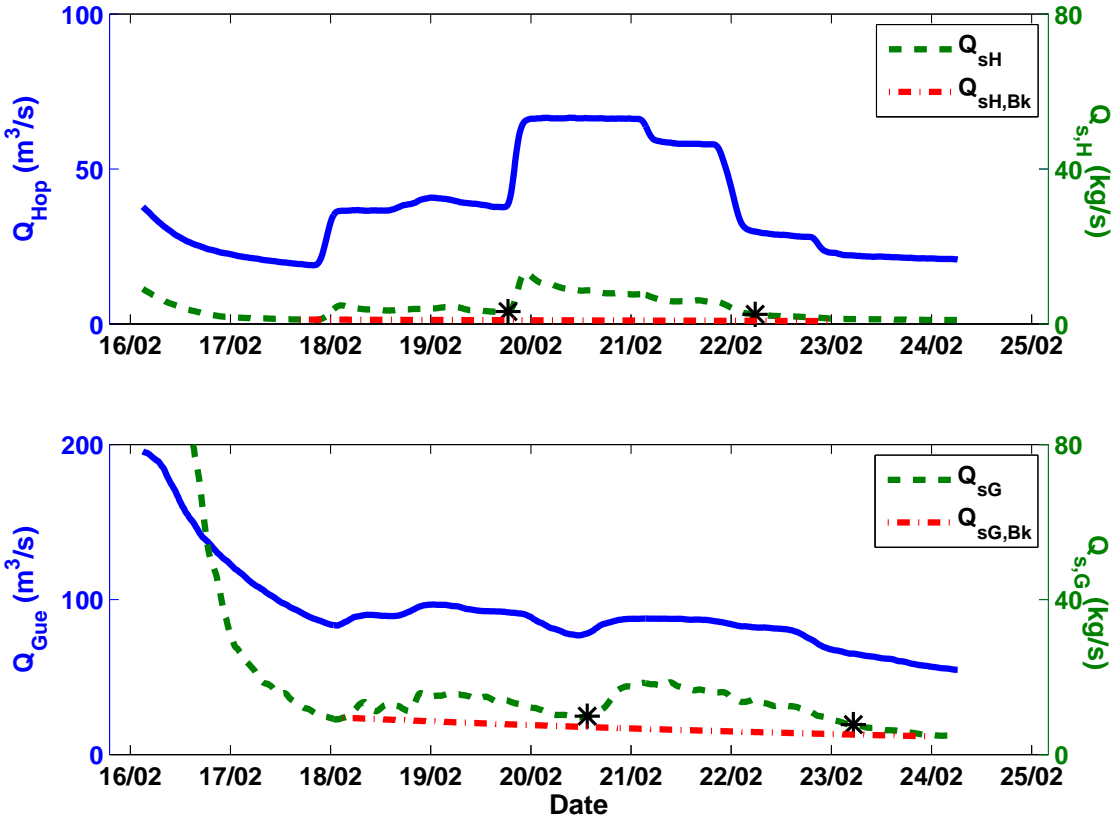 100
50
0
Q_Hop (m^3/s)
80
40
0
Q_s,H (kg/s)
Q_sH
Q_sH,Bk
16/02 17/02 18/02 19/02 20/02 21/02 22/02 23/02 24/02 25/02
200
100
0
Q_Gue (m^3/s)
80
40
0
Q_s,G (kg/s)
Q_sG
Q_sG,Bk
16/02 17/02 18/02 19/02 20/02 21/02 22/02 23/02 24/02 25/02
Date